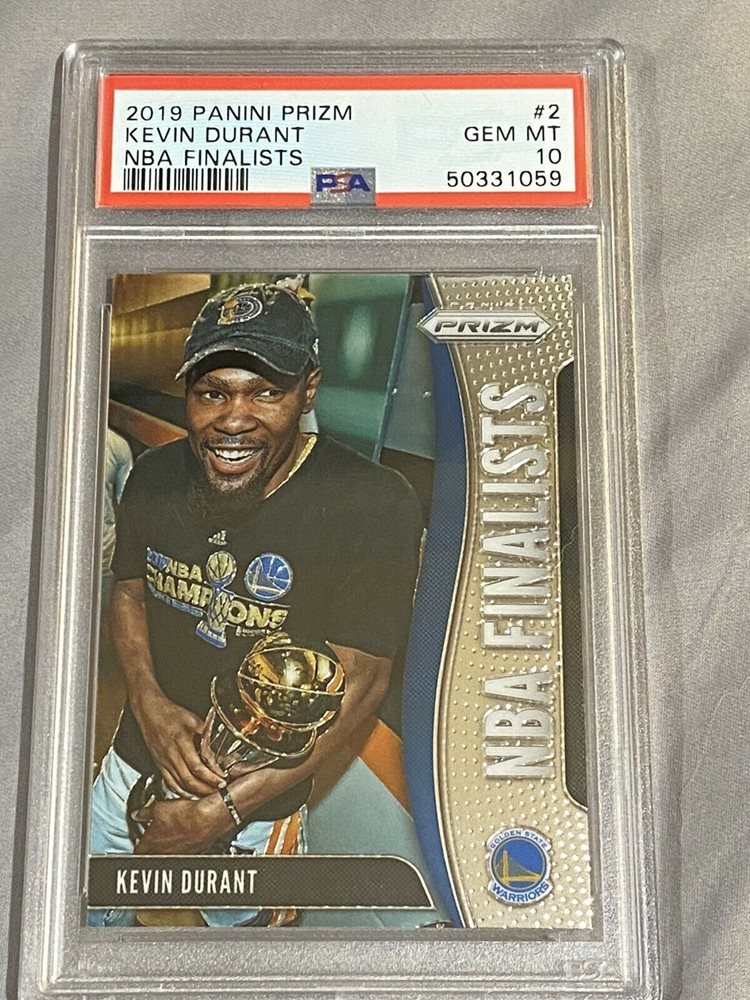 2019 PANINI PRIZM #2
KEVIN DURANT GEM MT
NBA FINALISTS 10
PSA 50331059
PRIZM
NBA FINALISTS
NBA
CHAMPIONS
GOLDEN STATE
WARRIORS
KEVIN DURANT
PSA